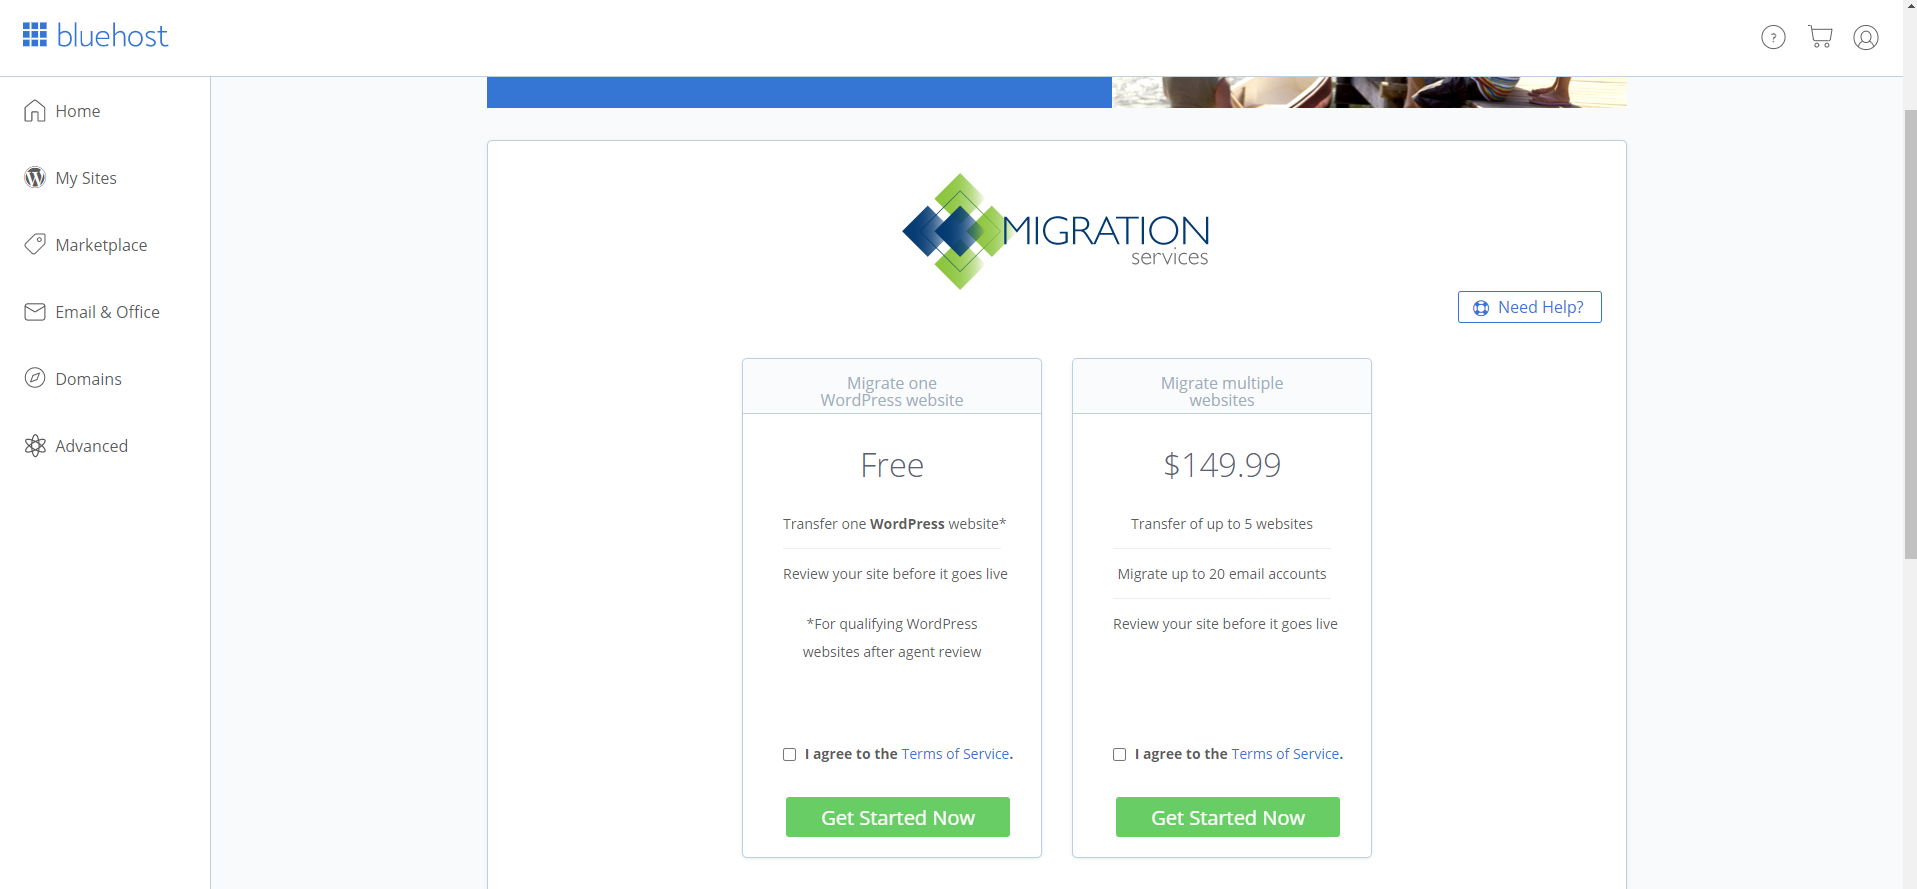 bluehost
?
Home
My Sites
Marketplace
Email & Office
Domains
Advanced
MIGRATION
services
Need Help?
Migrate one
WordPress website
Free
Transfer one WordPress website*
Review your site before it goes live
*For qualifying WordPress
websites after agent review
I agree to the Terms of Service.
Get Started Now
Migrate multiple
websites
$149.99
Transfer of up to 5 websites
Migrate up to 20 email accounts
Review your site before it goes live
I agree to the Terms of Service.
Get Started Now